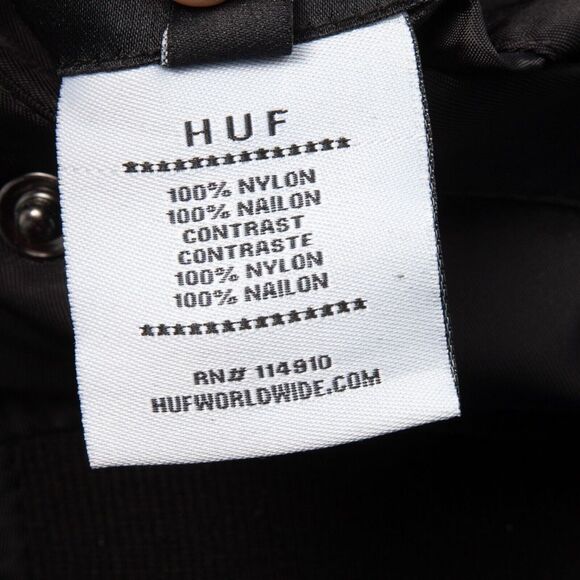 HUF
***************
100% NYLON
100% NAILON
CONTRAST
CONTRASTE
100% NYLON
100% NAILON
***************
RN# 114910
HUFWORLDWIDE.COM